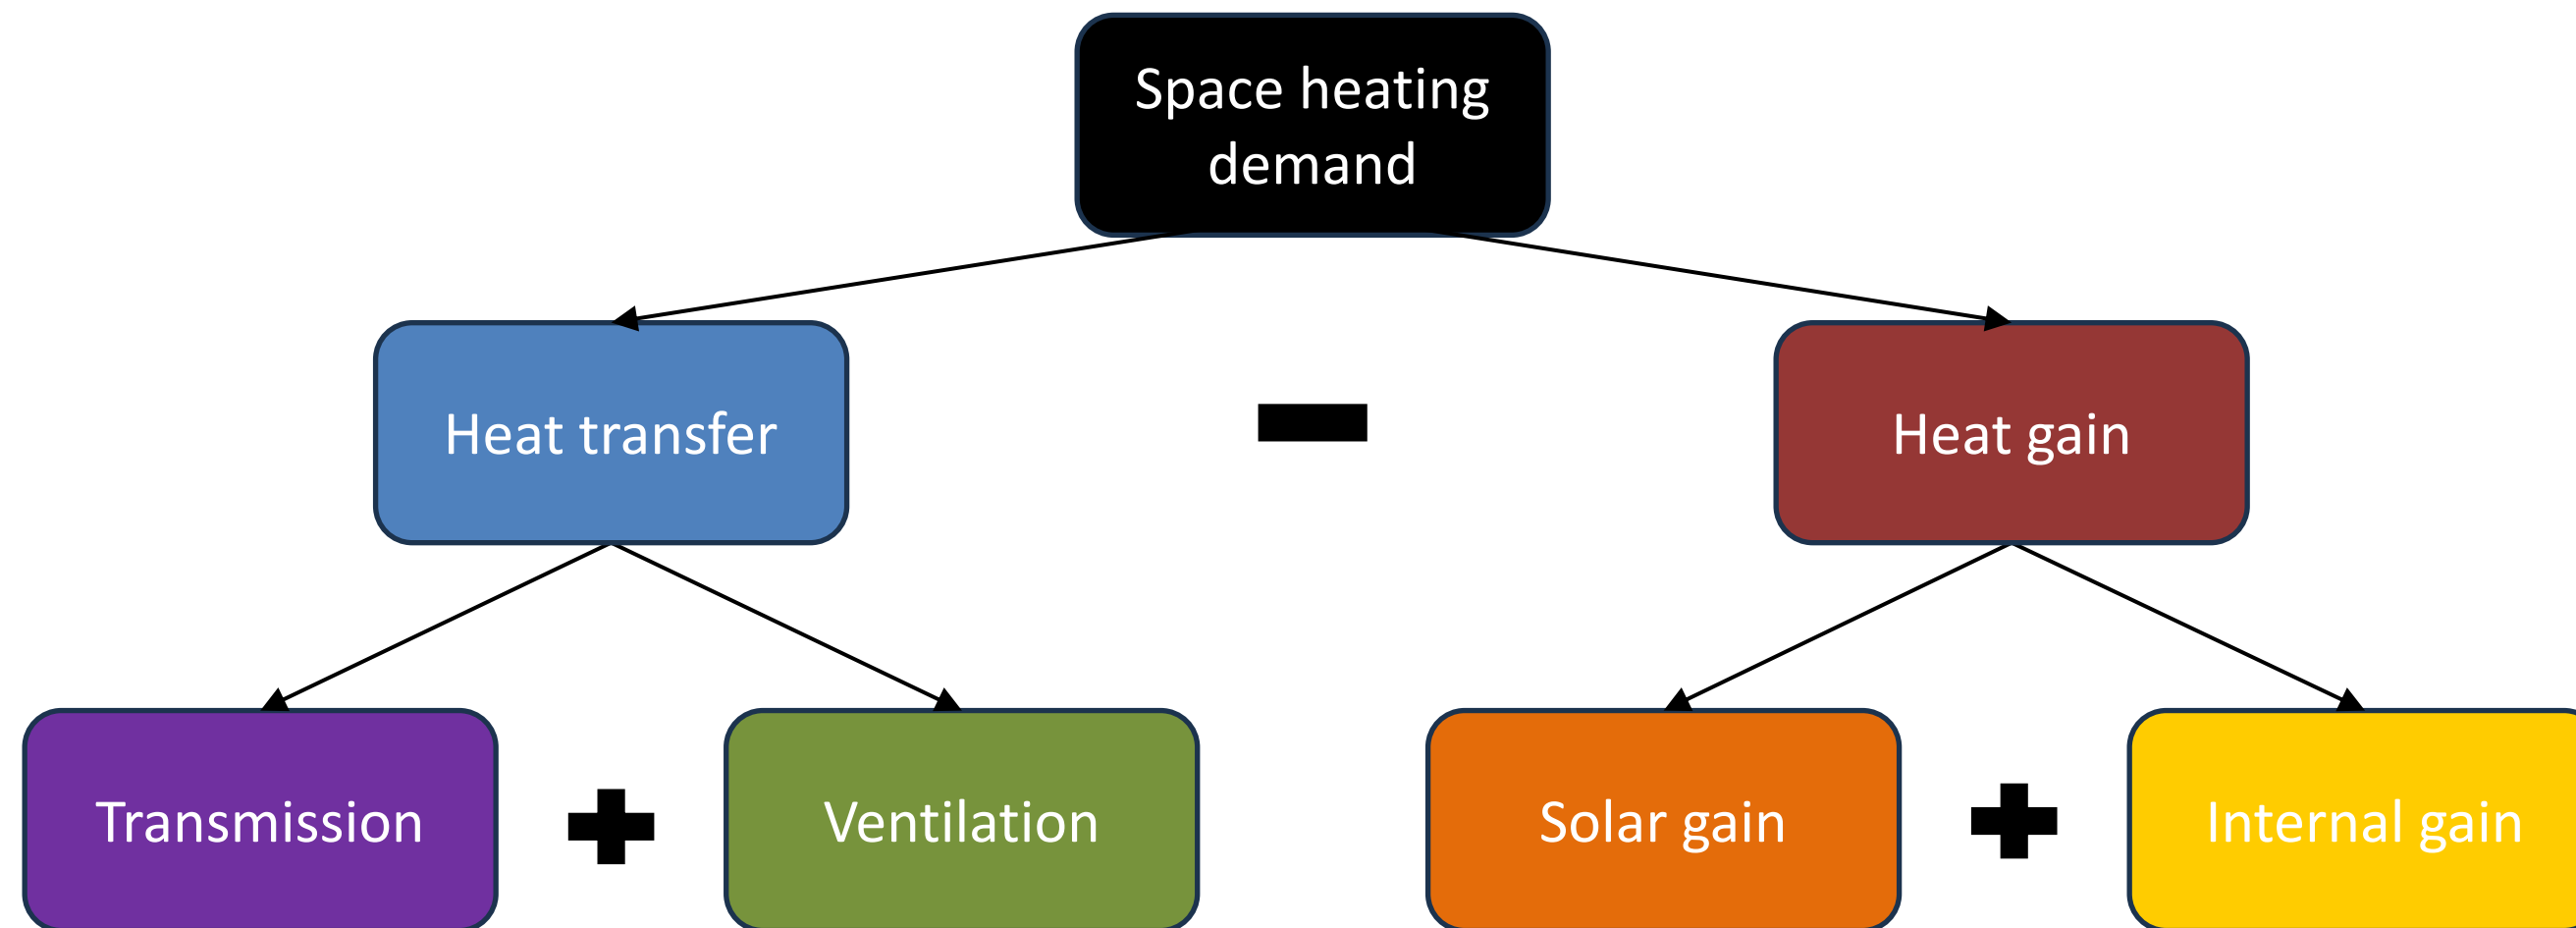 Space heating
demand
Heat transfer
Heat gain
Transmission
Ventilation
Solar gain
Internal gain